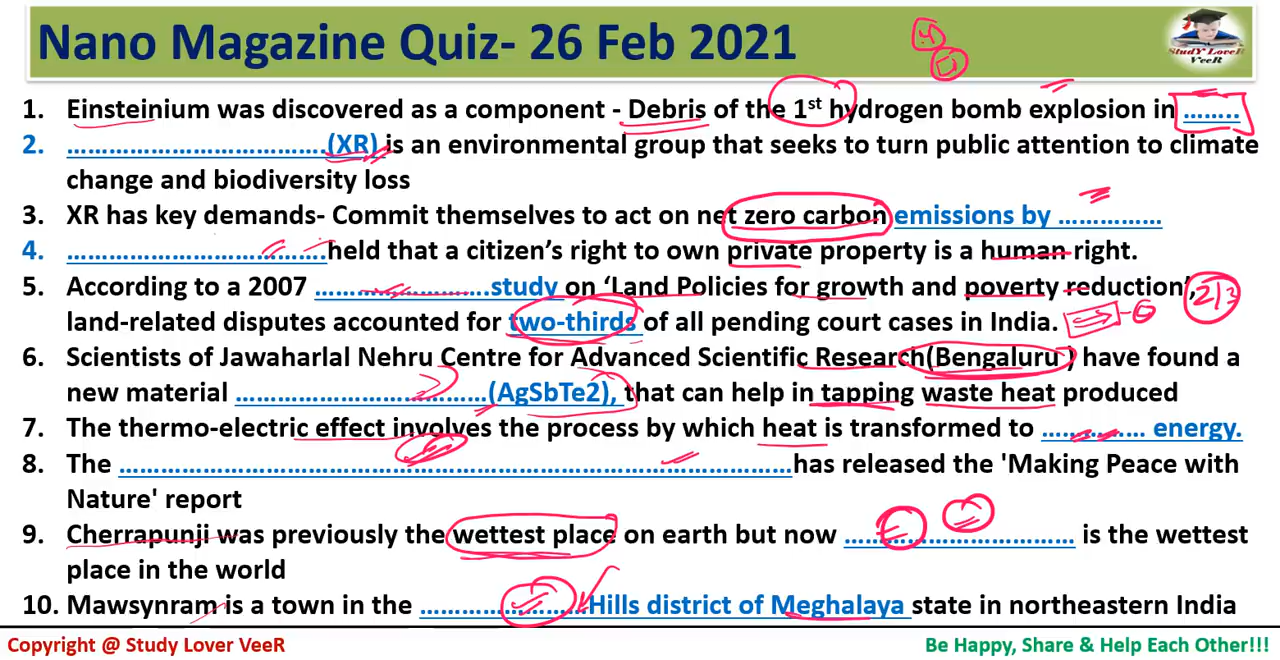 Nano Magazine Quiz- 26 Feb 2021
StudY LoveR
VeeR
1. Einsteinium was discovered as a component - Debris of the 1st hydrogen bomb explosion in ........
2. ……………………………….(XR) is an environmental group that seeks to turn public attention to climate
change and biodiversity loss
3. XR has key demands- Commit themselves to act on net zero carbon emissions by ……………
4. ……………………………….held that a citizen’s right to own private property is a human right.
5. According to a 2007 …………………….study on ‘Land Policies for growth and poverty reduction’, 2/3
land-related disputes accounted for two-thirds of all pending court cases in India.
6. Scientists of Jawaharlal Nehru Centre for Advanced Scientific Research(Bengaluru) have found a
new material ………………………………(AgSbTe2), that can help in tapping waste heat produced
7. The thermo-electric effect involves the process by which heat is transformed to …………… energy.
8. The ……………………………………………………………………………………has released the 'Making Peace with
Nature' report
9. Cherrapunji was previously the wettest place on earth but now …………………………… is the wettest
place in the world
10. Mawsynram is a town in the ……………………Hills district of Meghalaya state in northeastern India
Copyright @ Study Lover VeeR
Be Happy, Share & Help Each Other!!!